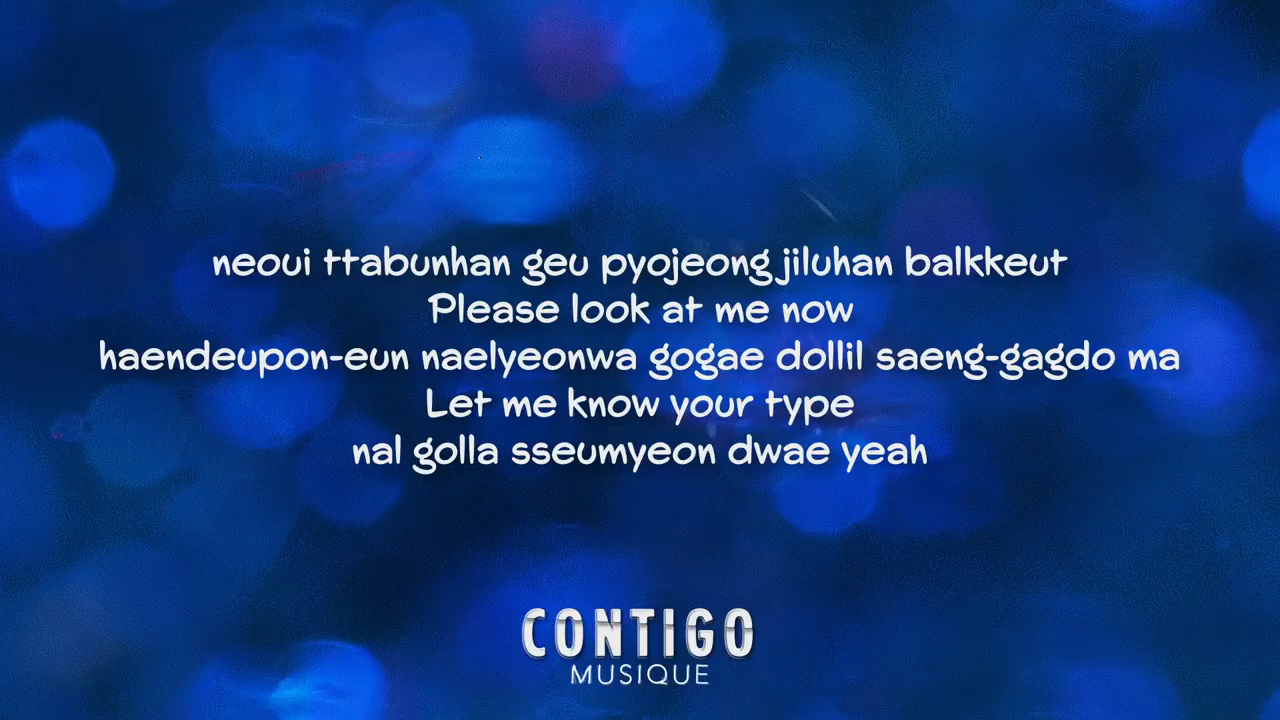 neoui ttabunhan geu pyojeong jiluhan balkkeut
Please look at me now
haendeupon-eun naelyeonwa gogae dollil saeng-gagdo ma
Let me know your type
nal golla sseumyeon dwae yeah
CONTIGO
MUSIQUE